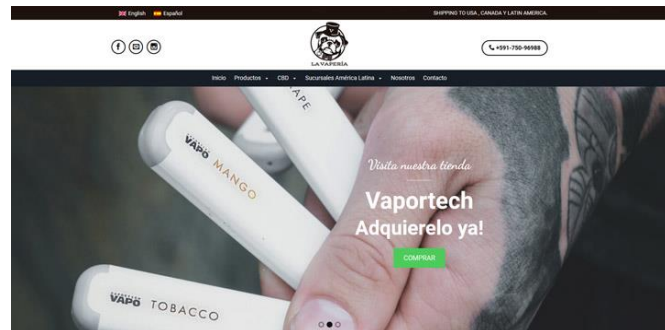 English Español
SHIPPING TO USA , CANADA Y LATIN AMERICA.
LA VAPERÍA
+591-750-96988
Inicio Productos CBD Sucursales América Latina Nosotros Contacto
VAPE
VAPO MANGO
Visita nuestra tienda
Vaportech
Adquierelo ya!
COMPRAR
VAPO TOBACCO